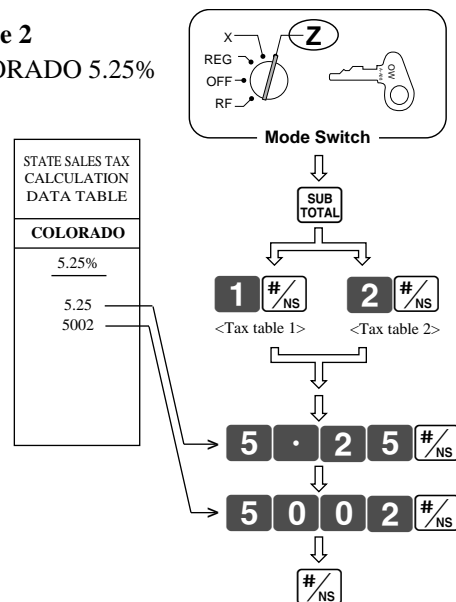 e 2
ORADO 5.25%
X
Z
REG
OFF
RF
OW
Mode Switch
STATE SALES TAX
CALCULATION
DATA TABLE
COLORADO
5.25%
5.25
5002
SUB
TOTAL
1 #/NS 2 #/NS
<Tax table 1> <Tax table 2>
5 · 2 5 #/NS
5 0 0 2 #/NS
#/NS